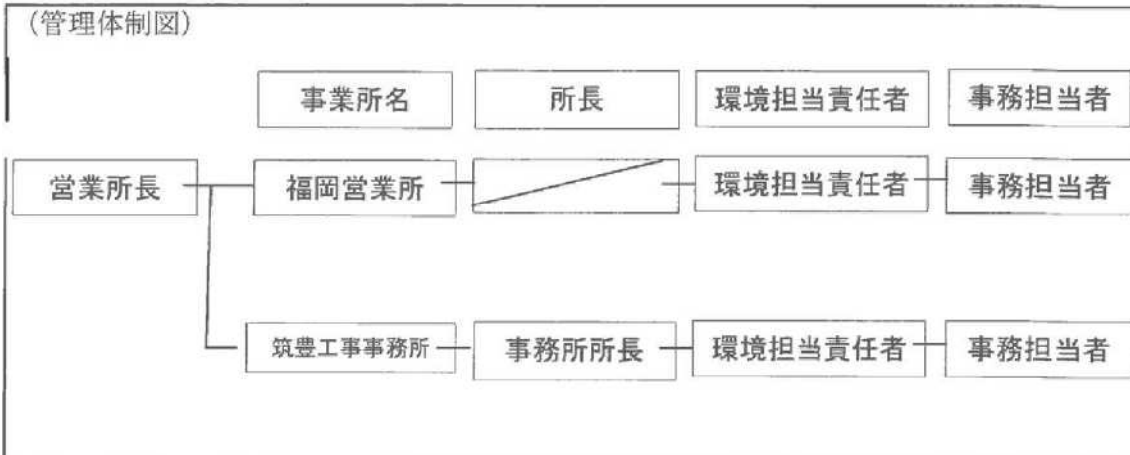 (管理体制図)
事業所名 所長 環境担当責任者 事務担当者
営業所長 福岡営業所 環境担当責任者 事務担当者
筑豊工事事務所 事務所所長 環境担当責任者 事務担当者